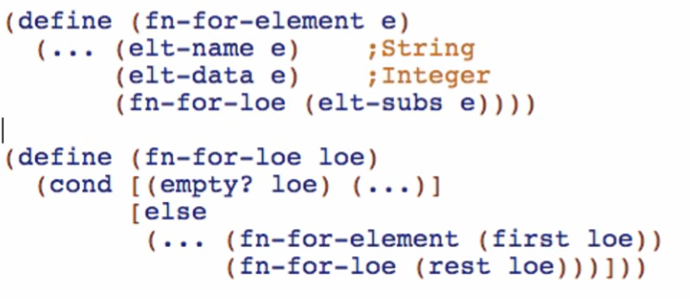 (define (fn-for-element e)
  (... (elt-name e)    ;String
       (elt-data e)    ;Integer
       (fn-for-loe (elt-subs e))))
(define (fn-for-loe loe)
  (cond [(empty? loe) (...)]
        [else
         (... (fn-for-element (first loe))
              (fn-for-loe (rest loe)))]))